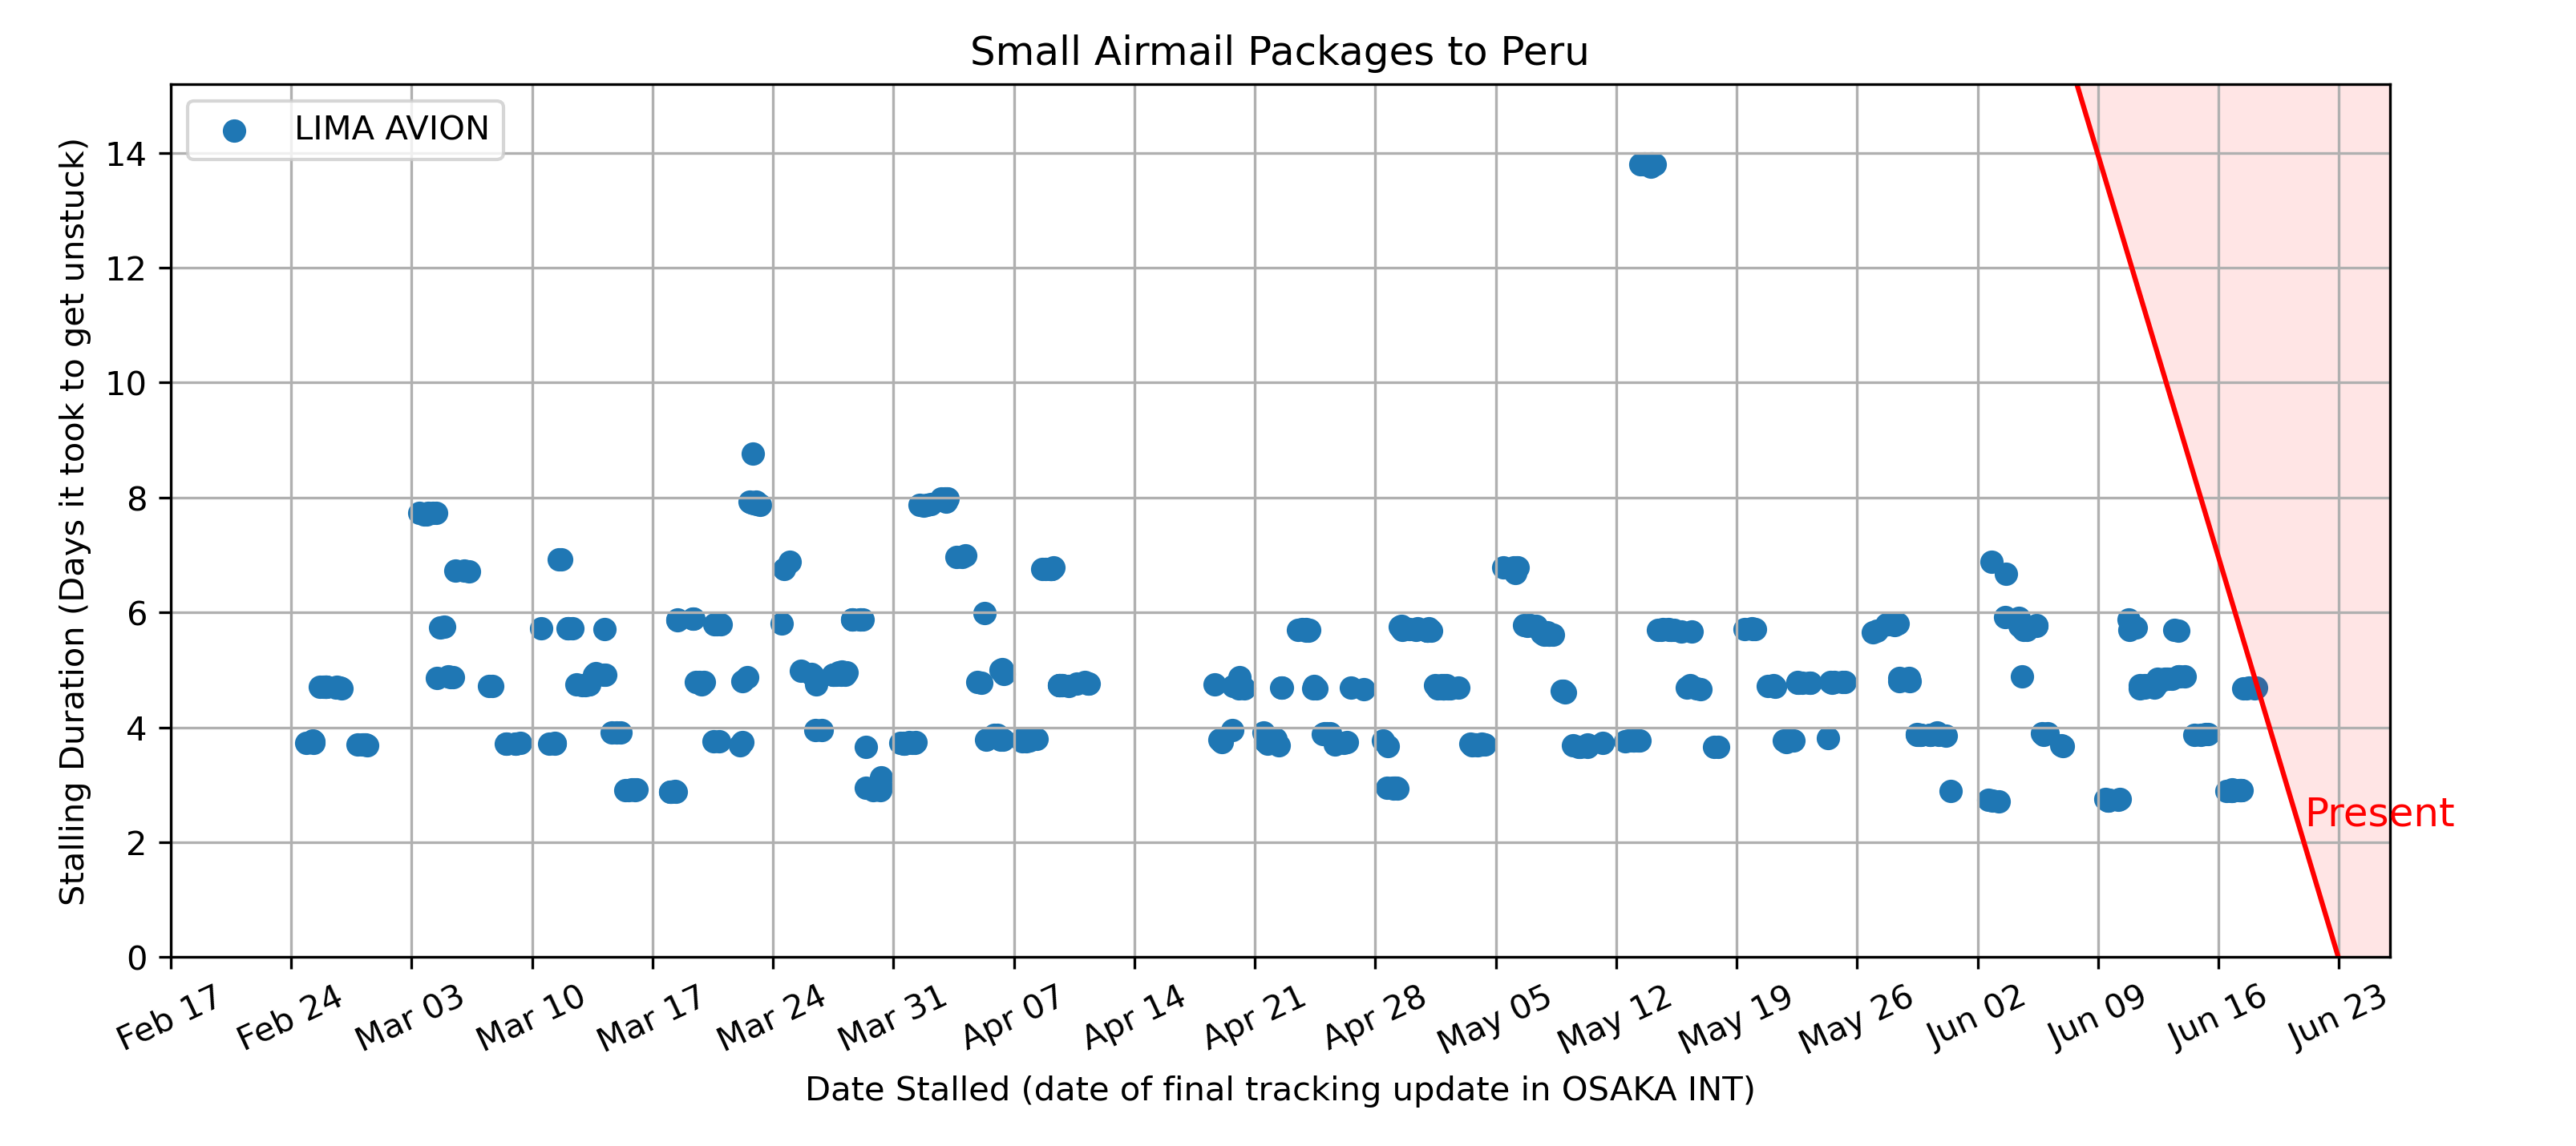 Small Airmail Packages to Peru
LIMA AVION
Stalling Duration (Days it took to get unstuck)
14
12
10
8
6
4
2
0
Present
Feb 17
Feb 24
Mar 03
Mar 10
Mar 17
Mar 24
Mar 31
Apr 07
Apr 14
Apr 21
Apr 28
May 05
May 12
May 19
May 26
Jun 02
Jun 09
Jun 16
Jun 23
Date Stalled (date of final tracking update in OSAKA INT)